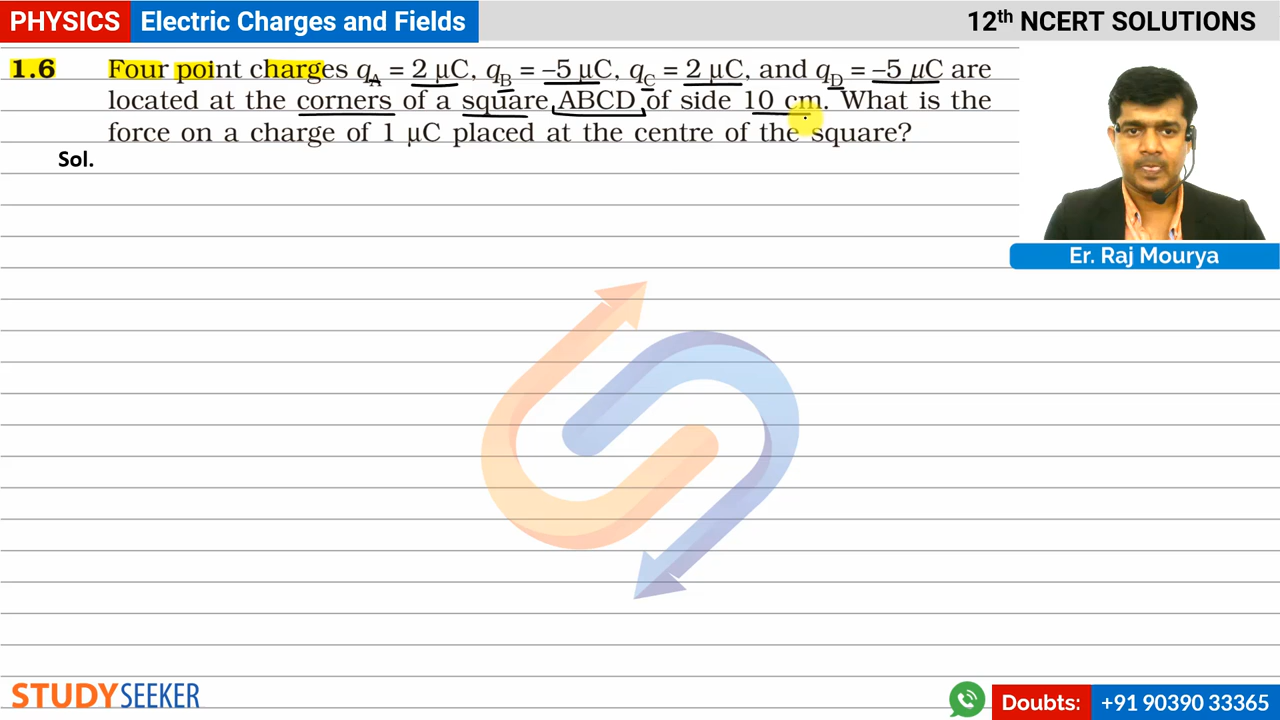 PHYSICS Electric Charges and Fields
12th NCERT SOLUTIONS
1.6 Four point charges qA = 2 μC, qB = –5 μC, qC = 2 μC, and qD = –5 μC are
located at the corners of a square ABCD of side 10 cm. What is the
force on a charge of 1 μC placed at the centre of the square?
Sol.
Er. Raj Mourya
STUDY SEEKER
Doubts: +91 90390 33365